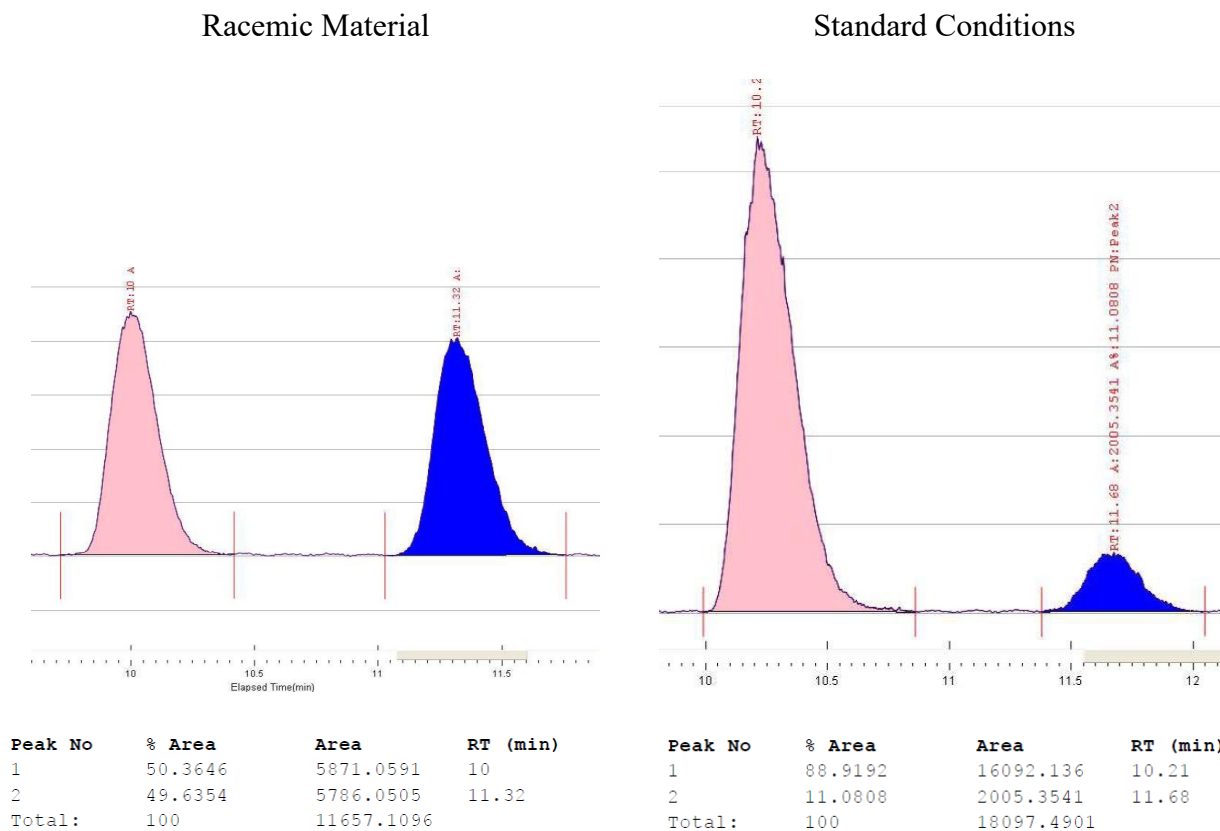 Racemic Material
Standard Conditions
RT:10 A
RT:11.32 A:
10
10.5
11
11.5
Elapsed Time(min)
RT:10.2
RT:11.68 A:2005.3541 A%:11.0808 PN:Peak2
10
10.5
11
11.5
12
Peak No % Area Area RT (min)
1 50.3646 5871.0591 10
2 49.6354 5786.0505 11.32
Total: 100 11657.1096
Peak No % Area Area RT (min)
1 88.9192 16092.136 10.21
2 11.0808 2005.3541 11.68
Total: 100 18097.4901